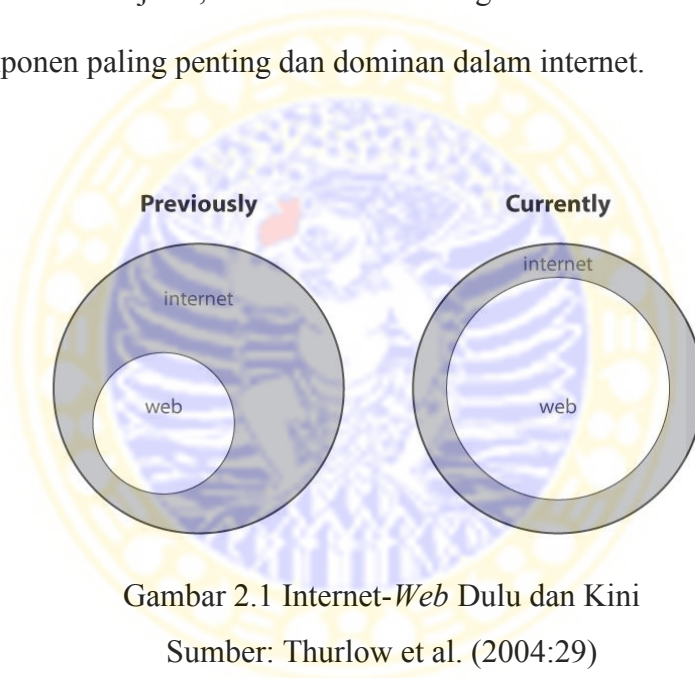 ponen paling penting dan dominan dalam internet.
Previously
Currently
internet
web
internet
web
Gambar 2.1 Internet-Web Dulu dan Kini
Sumber: Thurlow et al. (2004:29)